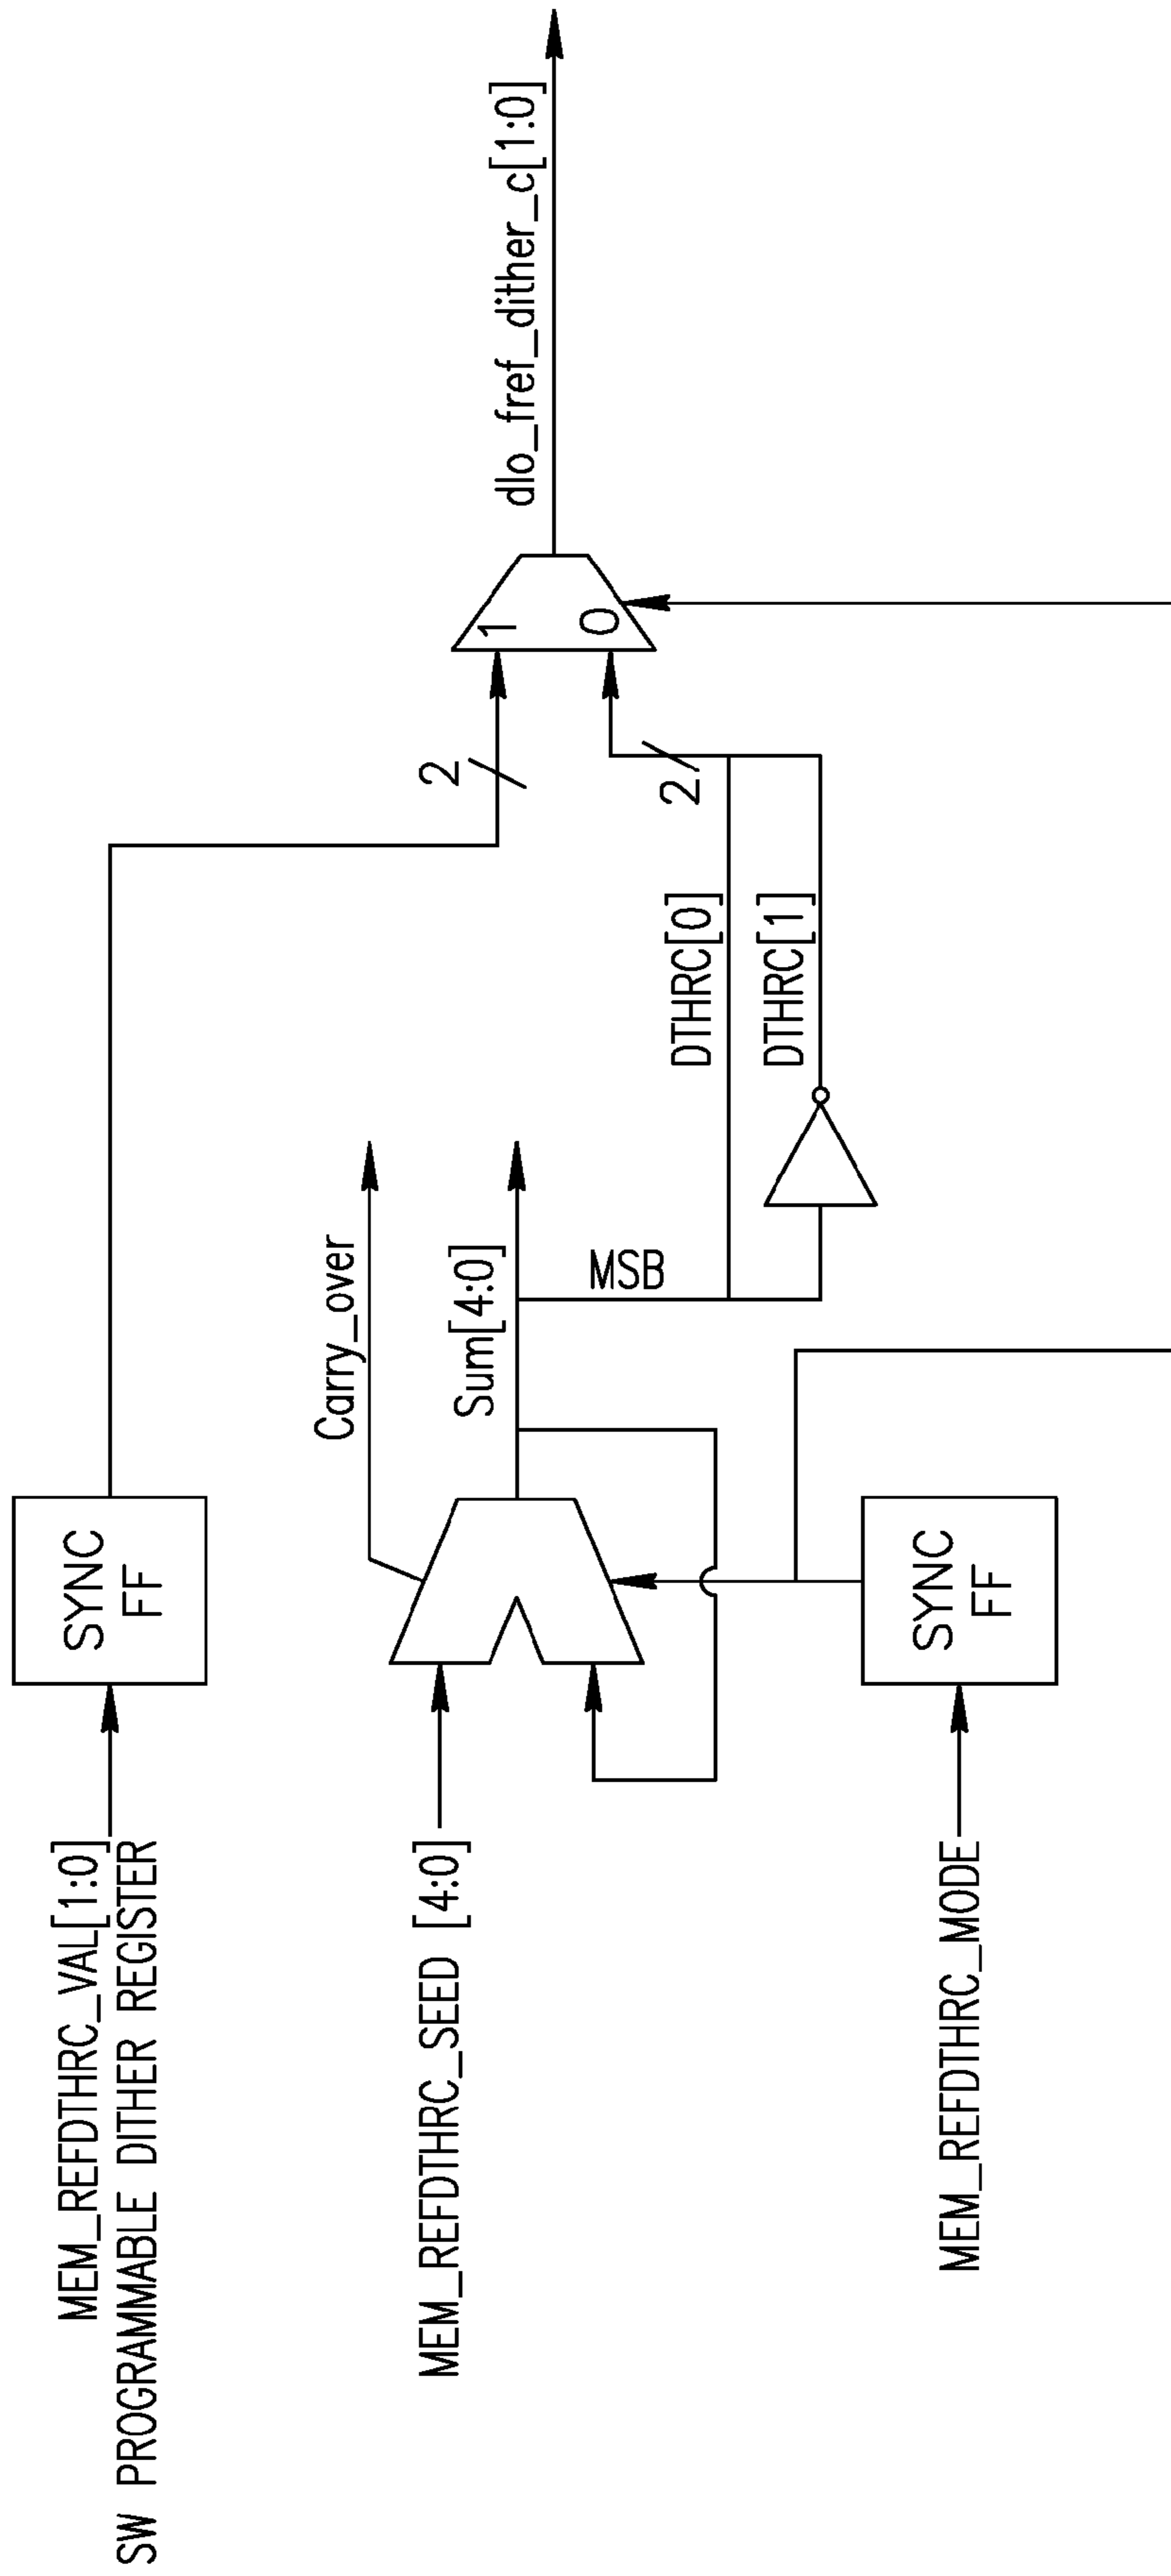 MEM_REFDTHRC_VAL[1:0]
SW PROGRAMMABLE DITHER REGISTER
SYNC
FF
2
1
0
dlo_fref_dither_c[1:0]
Carry_over
MEM_REFDTHRC_SEED [4:0]
Sum[4:0]
MSB
2
DTHRC[0]
DTHRC[1]
MEM_REFDTHRC_MODE
SYNC
FF